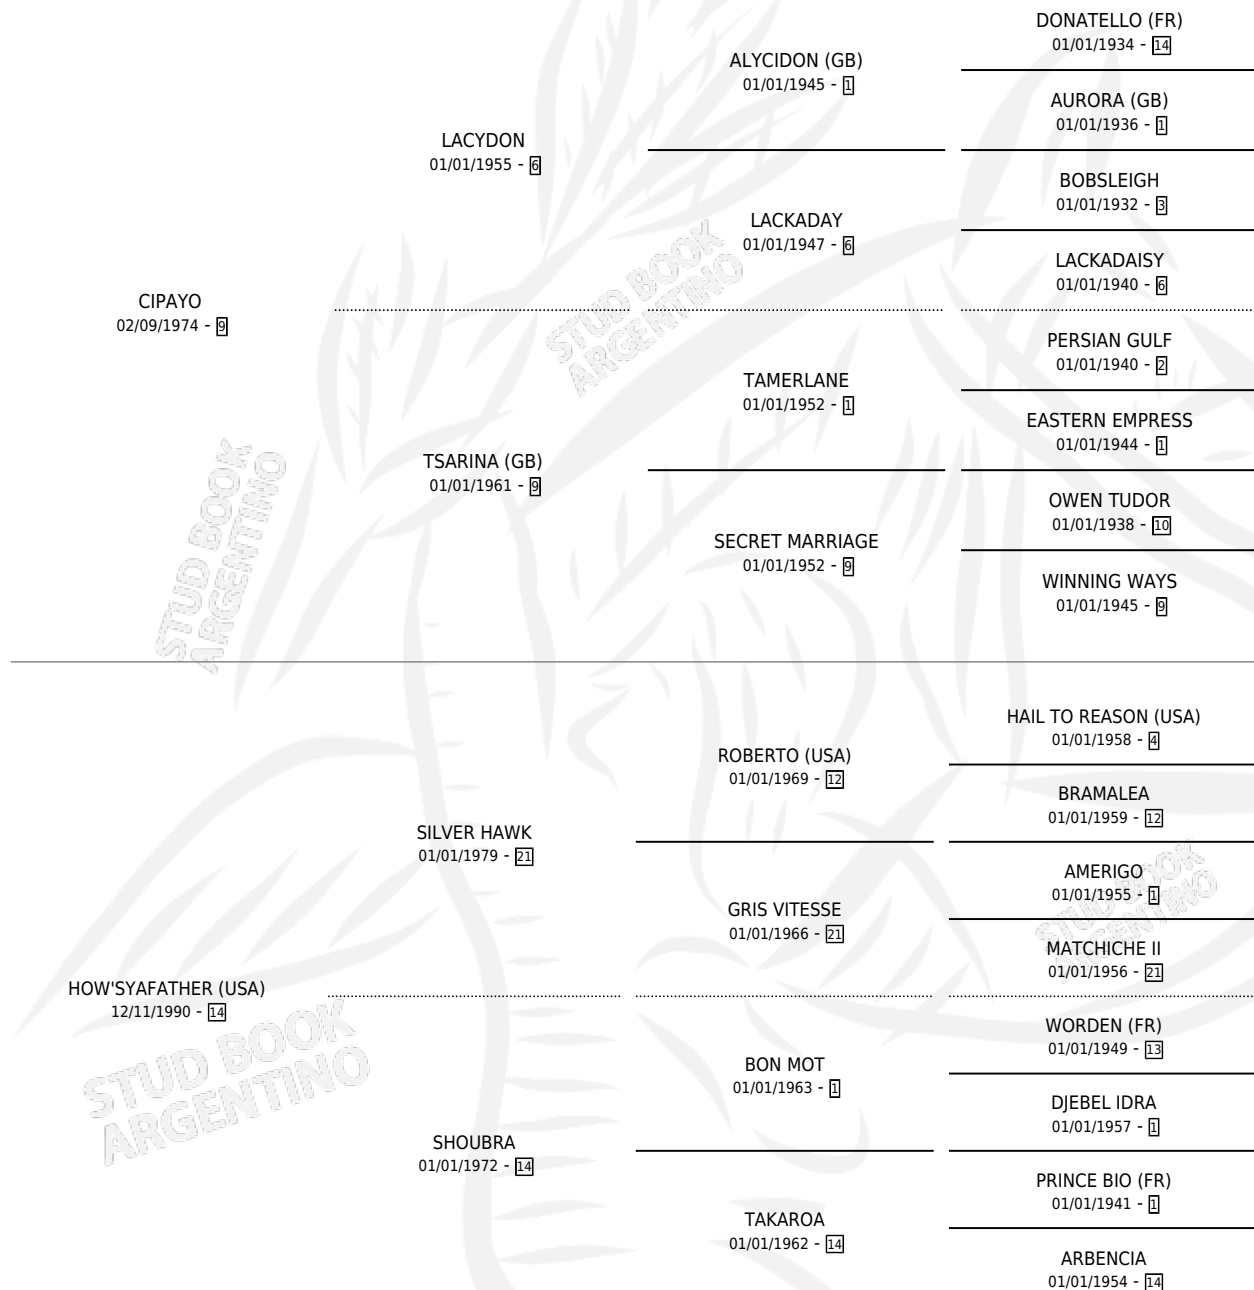 DONATELLO (FR)
01/01/1934 - 14
ALYCIDON (GB)
01/01/1945 - 1
AURORA (GB)
01/01/1936 - 1
LACYDON
01/01/1955 - 6
BOBSLEIGH
01/01/1932 - 3
LACKADAY
01/01/1947 - 6
LACKADAISY
01/01/1940 - 6
CIPAYO
02/09/1974 - 9
PERSIAN GULF
01/01/1940 - 2
TAMERLANE
01/01/1952 - 1
EASTERN EMPRESS
01/01/1944 - 1
TSARINA (GB)
01/01/1961 - 9
OWEN TUDOR
01/01/1938 - 10
SECRET MARRIAGE
01/01/1952 - 9
WINNING WAYS
01/01/1945 - 9
STUD BOOK
ARGENTINO
STUD BOOK
ARGENTINO
HAIL TO REASON (USA)
01/01/1958 - 4
ROBERTO (USA)
01/01/1969 - 12
BRAMALEA
01/01/1959 - 12
SILVER HAWK
01/01/1979 - 21
AMERIGO
01/01/1955 - 1
GRIS VITESSE
01/01/1966 - 21
MATCHICHE II
01/01/1956 - 21
STUD BOOK
ARGENTINO
HOW'SYAFATHER (USA)
12/11/1990 - 14
WORDEN (FR)
01/01/1949 - 13
BON MOT
01/01/1963 - 1
DJEBEL IDRA
01/01/1957 - 1
SHOUBRA
01/01/1972 - 14
PRINCE BIO (FR)
01/01/1941 - 1
TAKAROA
01/01/1962 - 14
ARBENCIA
01/01/1954 - 14
STUD BOOK
ARGENTINO